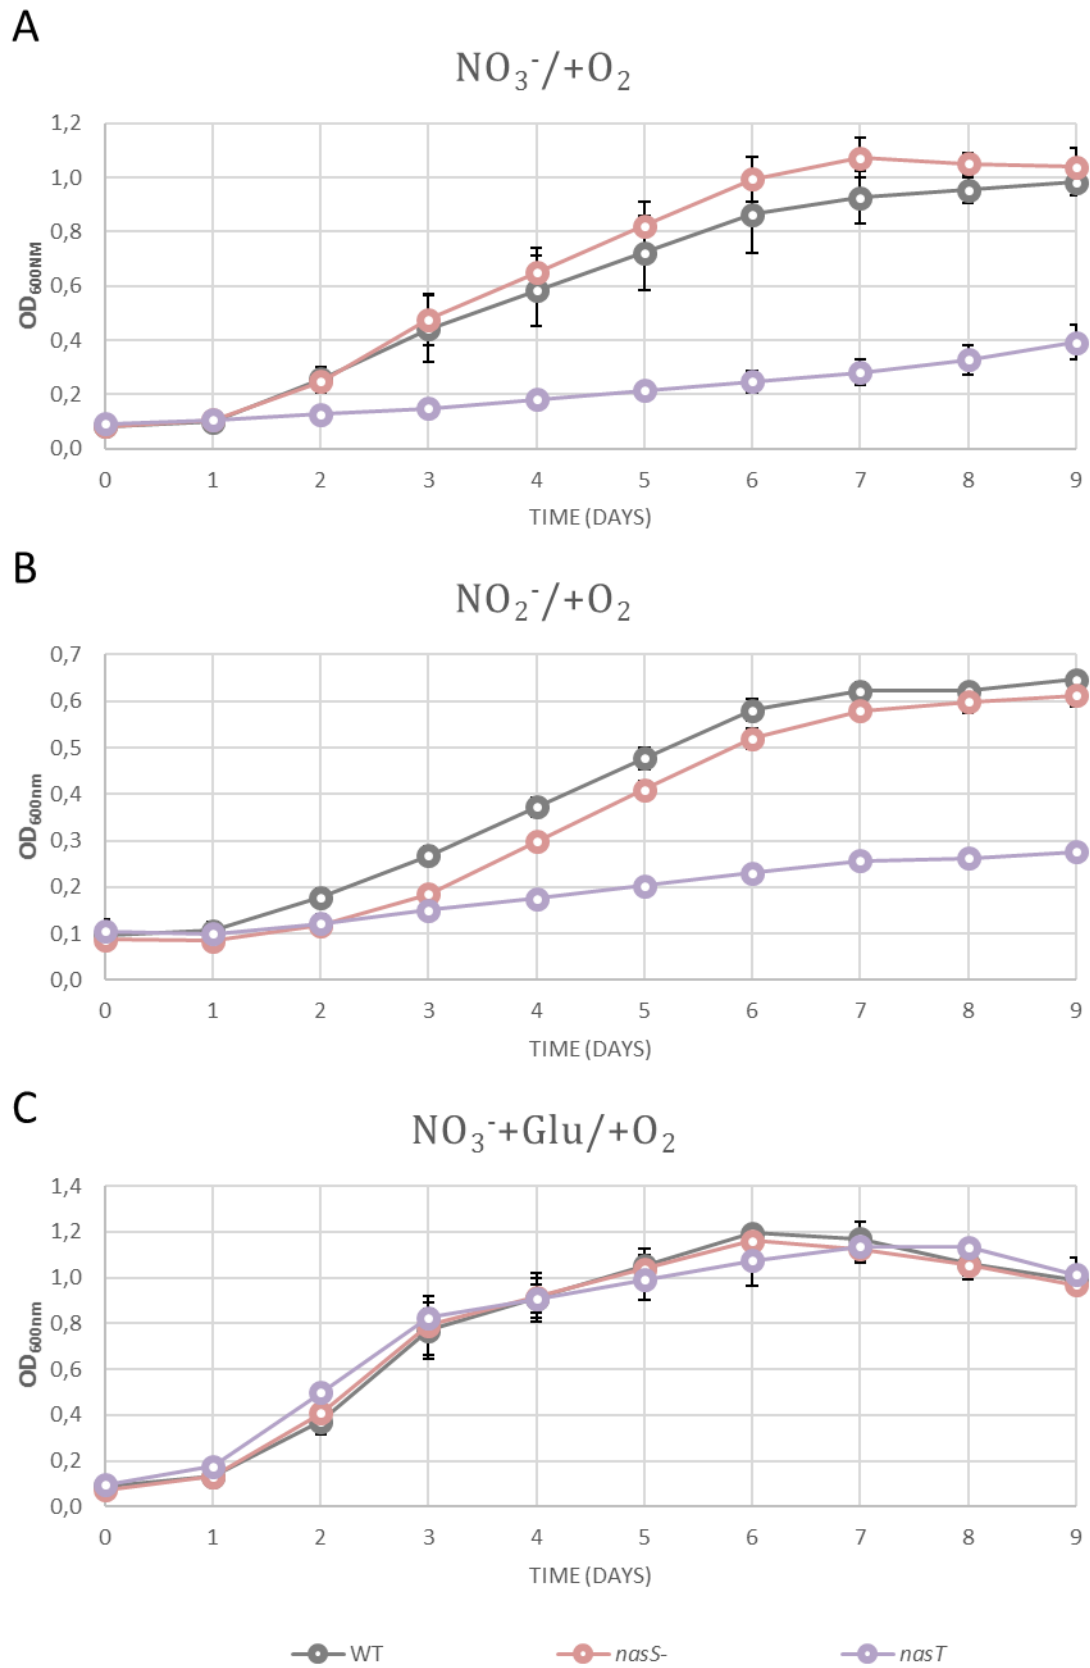 A
NO₃⁻/+O₂
1,2
1,0
0,8
0,6
0,4
0,2
0,0
OD₆₀₀NM
0 1 2 3 4 5 6 7 8 9
TIME (DAYS)
B
NO₂⁻/+O₂
0,7
0,6
0,5
0,4
0,3
0,2
0,1
0,0
OD₆₀₀nm
0 1 2 3 4 5 6 7 8 9
TIME (DAYS)
C
NO₃⁻+Glu/+O₂
1,4
1,2
1,0
0,8
0,6
0,4
0,2
0,0
OD₆₀₀nm
0 1 2 3 4 5 6 7 8 9
TIME (DAYS)
WT nasS- nasT